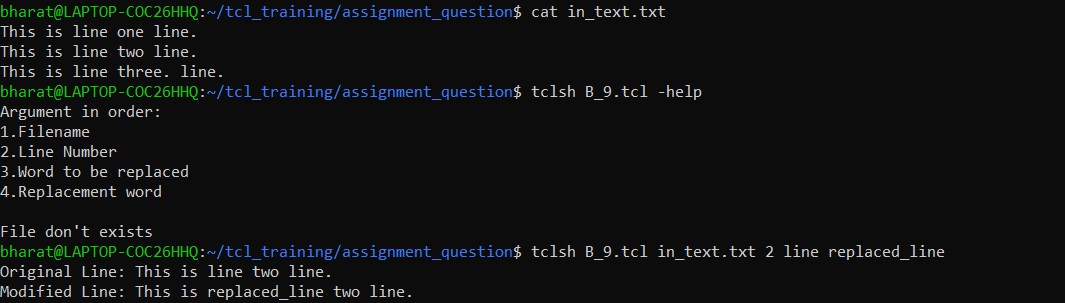 bharat@LAPTOP-COC26HHQ:~/tcl_training/assignment_question$ cat in_text.txt
This is line one line.
This is line two line.
This is line three. line.
bharat@LAPTOP-COC26HHQ:~/tcl_training/assignment_question$ tclsh B_9.tcl -help
Argument in order:
1.Filename
2.Line Number
3.Word to be replaced
4.Replacement word
File don't exists
bharat@LAPTOP-COC26HHQ:~/tcl_training/assignment_question$ tclsh B_9.tcl in_text.txt 2 line replaced_line
Original Line: This is line two line.
Modified Line: This is replaced_line two line.